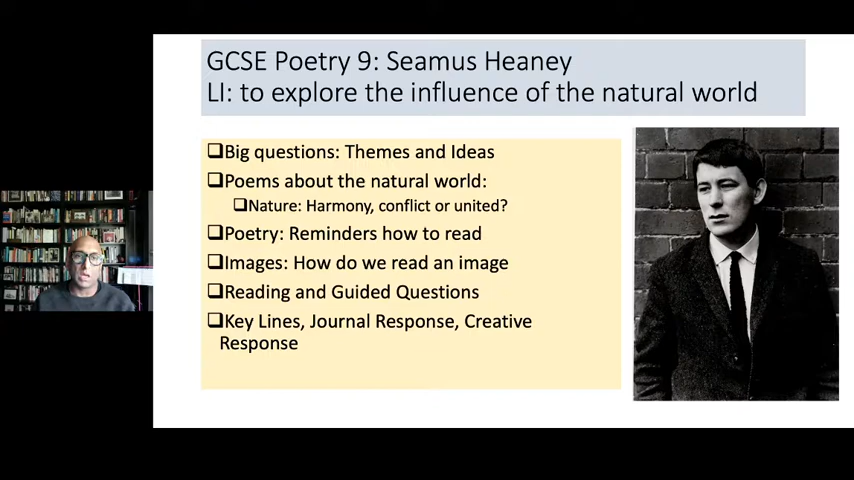 GCSE Poetry 9: Seamus Heaney
LI: to explore the influence of the natural world
❑Big questions: Themes and Ideas
❑Poems about the natural world:
❑Nature: Harmony, conflict or united?
❑Poetry: Reminders how to read
❑Images: How do we read an image
❑Reading and Guided Questions
❑Key Lines, Journal Response, Creative
Response